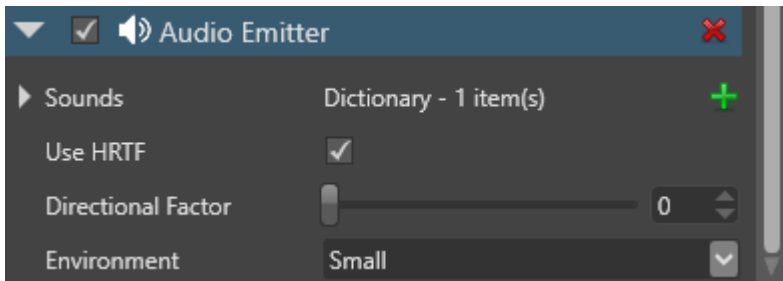 Audio Emitter
Sounds Dictionary - 1 item(s)
Use HRTF
Directional Factor 0
Environment Small